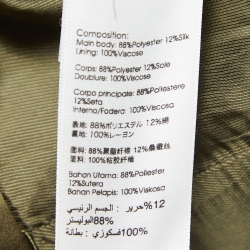 Composition:
Main body: 88%Polyester 12%Silk
Lining: 100%Viscose
Corps: 88%Polyester 12%Soie
Doublure: 100%Viscose
Corpo principale: 88%Poliestere
12%Seta
Interno/Fodera: 100%Viscosa
表地: 88%ポリエステル 12%絹
裏地: 100%レーヨン
面料: 88%聚酯纤维 12%桑蚕丝
里料: 100%粘胶纤维
Bahan Utama: 88%Poliester
12%Sutera
Bahan Pelapis: 100%Viskosa
12% حرير : الجسم الرئيسي
88%البوليستر
100%فسكوزي : بطانة